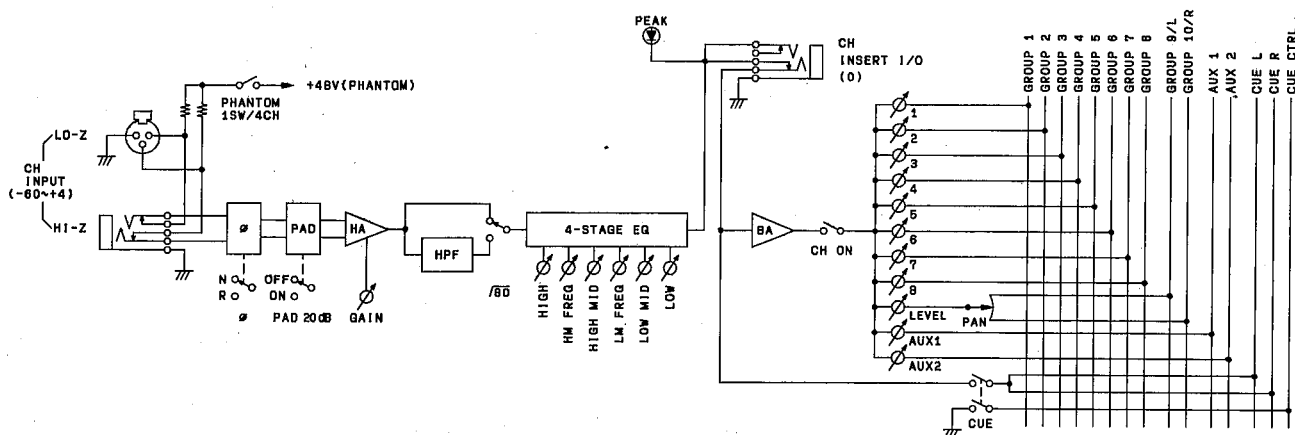 PEAK
CH
INSERT I/O
(0)
GROUP 1
GROUP 2
GROUP 3
GROUP 4
GROUP 5
GROUP 6
GROUP 7
GROUP 8
GROUP 9/L
GROUP 10/R
AUX 1
AUX 2
CUE L
CUE R
CUE CTRL
+48V(PHANTOM)
PHANTOM
1SW/4CH
LO-Z
CH
INPUT
(-60~+4)
HI-Z
ø
PAD
HA
HPF
4-STAGE EQ
BA
CH ON
N
R
ø
OFF
ON
PAD 20dB
GAIN
/80
HIGH
HM FREQ
HIGH MID
LM FREQ
LOW MID
LOW
1
2
3
4
5
6
7
8
LEVEL
PAN
AUX1
AUX2
CUE